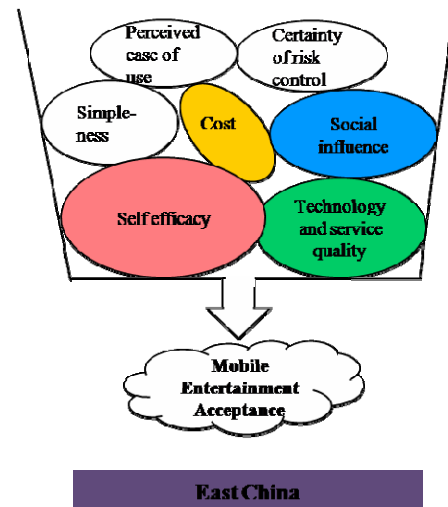 Perceived
case of
use
Certainty
of risk
control
Simple-
ness
Cost
Social
influence
Self efficacy
Technology
and service
quality
Mobile
Entertainment
Acceptance
East China